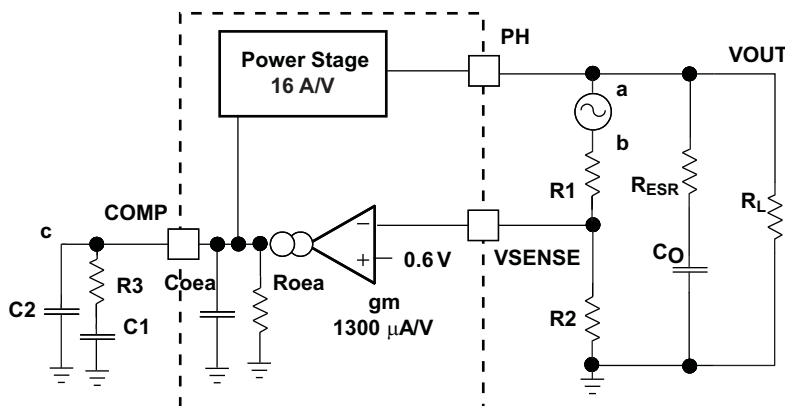 PH
VOUT
Power Stage
16 A/V
a
b
R1
RESR
RL
COMP
c
VSENSE
0.6 V
CO
Coea
Roea
R3
C2
C1
gm
1300 μA/V
R2
−
+